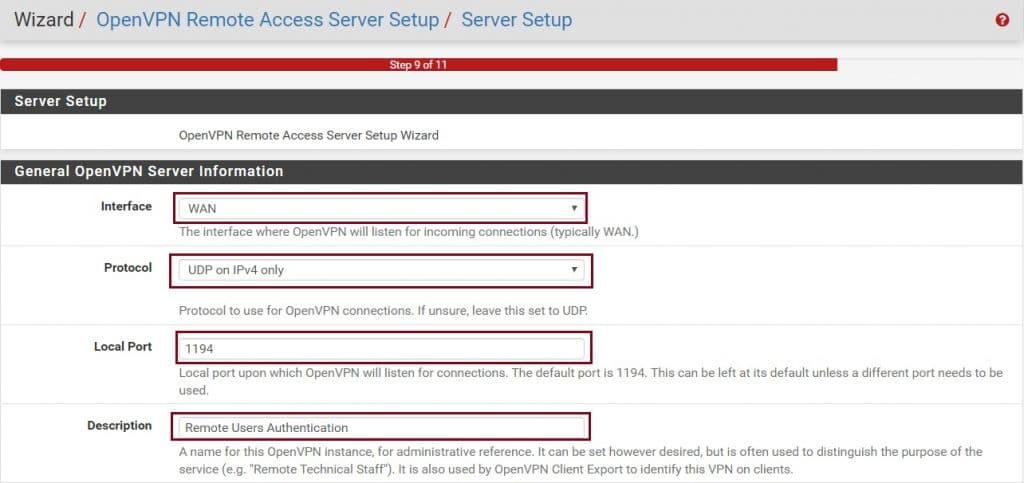 Wizard / OpenVPN Remote Access Server Setup / Server Setup ?
Step 9 of 11
Server Setup
OpenVPN Remote Access Server Setup Wizard
General OpenVPN Server Information
Interface WAN
The interface where OpenVPN will listen for incoming connections (typically WAN.)
Protocol UDP on IPv4 only
Protocol to use for OpenVPN connections. If unsure, leave this set to UDP.
Local Port 1194
Local port upon which OpenVPN will listen for connections. The default port is 1194. This can be left at its default unless a different port needs to be
used.
Description Remote Users Authentication
A name for this OpenVPN instance, for administrative reference. It can be set however desired, but is often used to distinguish the purpose of the
service (e.g. "Remote Technical Staff"). It is also used by OpenVPN Client Export to identify this VPN on clients.